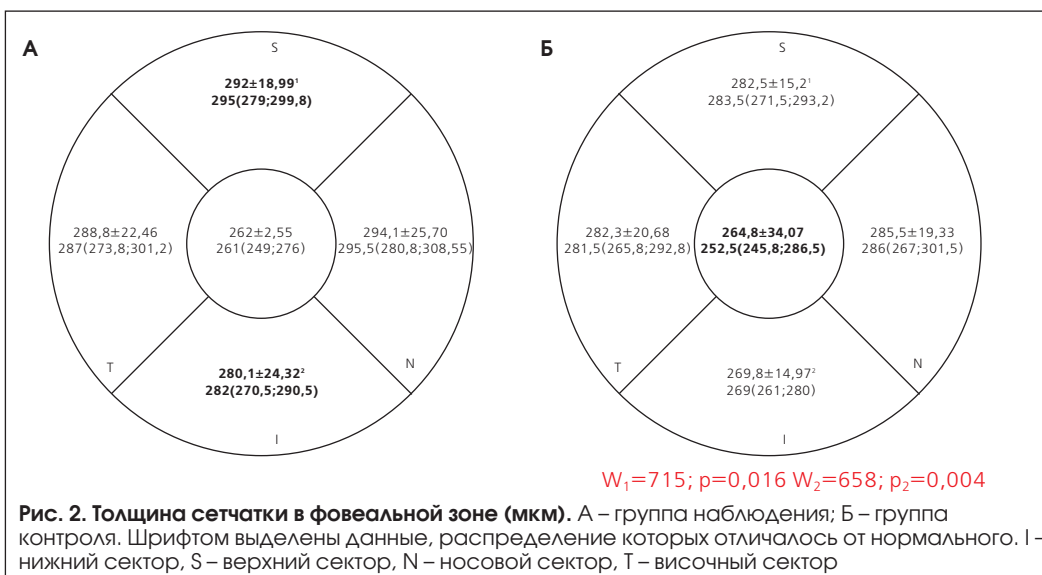 А
S
292±18,99¹
295(279;299,8)
288,8±22,46
287(273,8;301,2)
262±2,55
261(249;276)
294,1±25,70
295,5(280,8;308,55)
T
N
280,1±24,32²
282(270,5;290,5)
I
Б
S
282,5±15,2¹
283,5(271,5;293,2)
282,3±20,68
281,5(265,8;292,8)
264,8±34,07
252,5(245,8;286,5)
285,5±19,33
286(267;301,5)
T
N
269,8±14,97²
269(261;280)
I
W₁=715; p=0,016 W₂=658; p₂=0,004
Рис. 2. Толщина сетчатки в фовеальной зоне (мкм). А – группа наблюдения; Б – группа
контроля. Шрифтом выделены данные, распределение которых отличалось от нормального. I –
нижний сектор, S – верхний сектор, N – носовой сектор, T – височный сектор